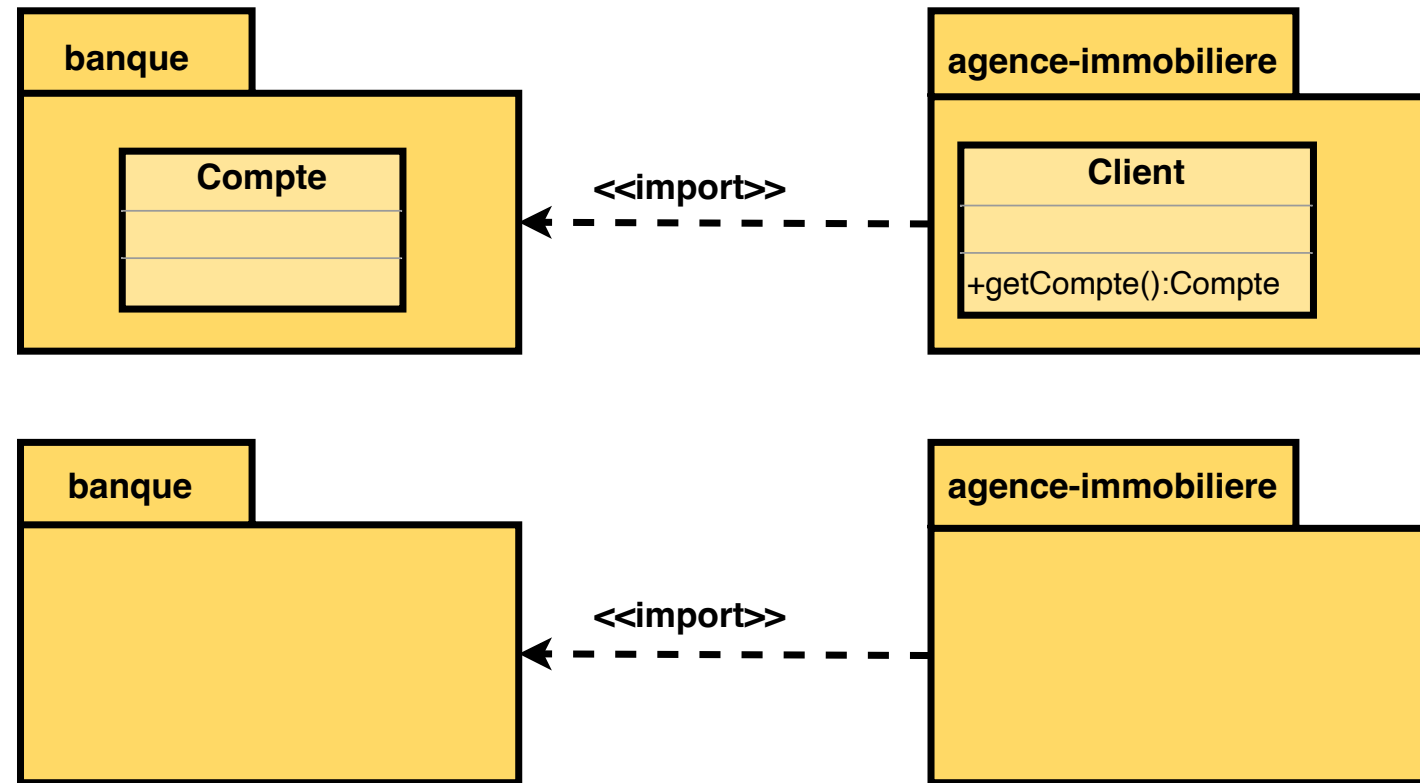 banque
agence-immobiliere
Compte
<<import>>
Client
+getCompte():Compte
banque
agence-immobiliere
<<import>>